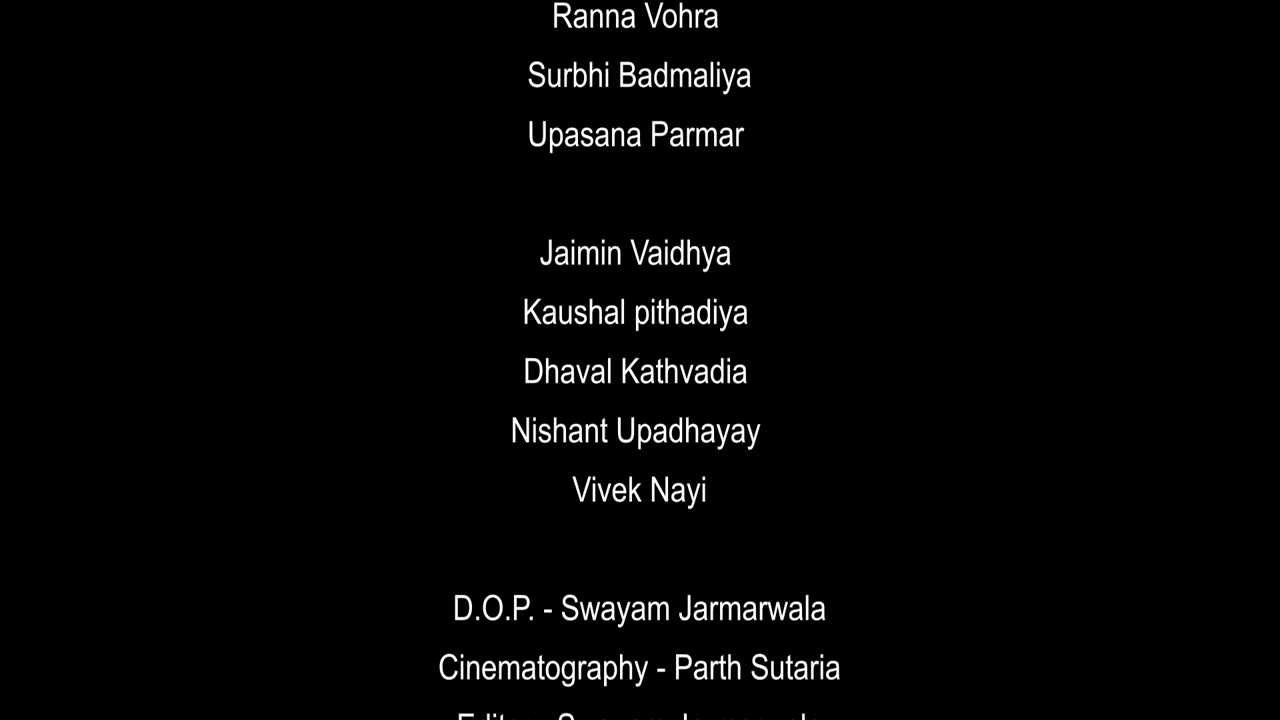 Ranna Vohra
Surbhi Badmaliya
Upasana Parmar
Jaimin Vaidhya
Kaushal pithadiya
Dhaval Kathvadia
Nishant Upadhayay
Vivek Nayi
D.O.P. - Swayam Jarmarwala
Cinematography - Parth Sutaria